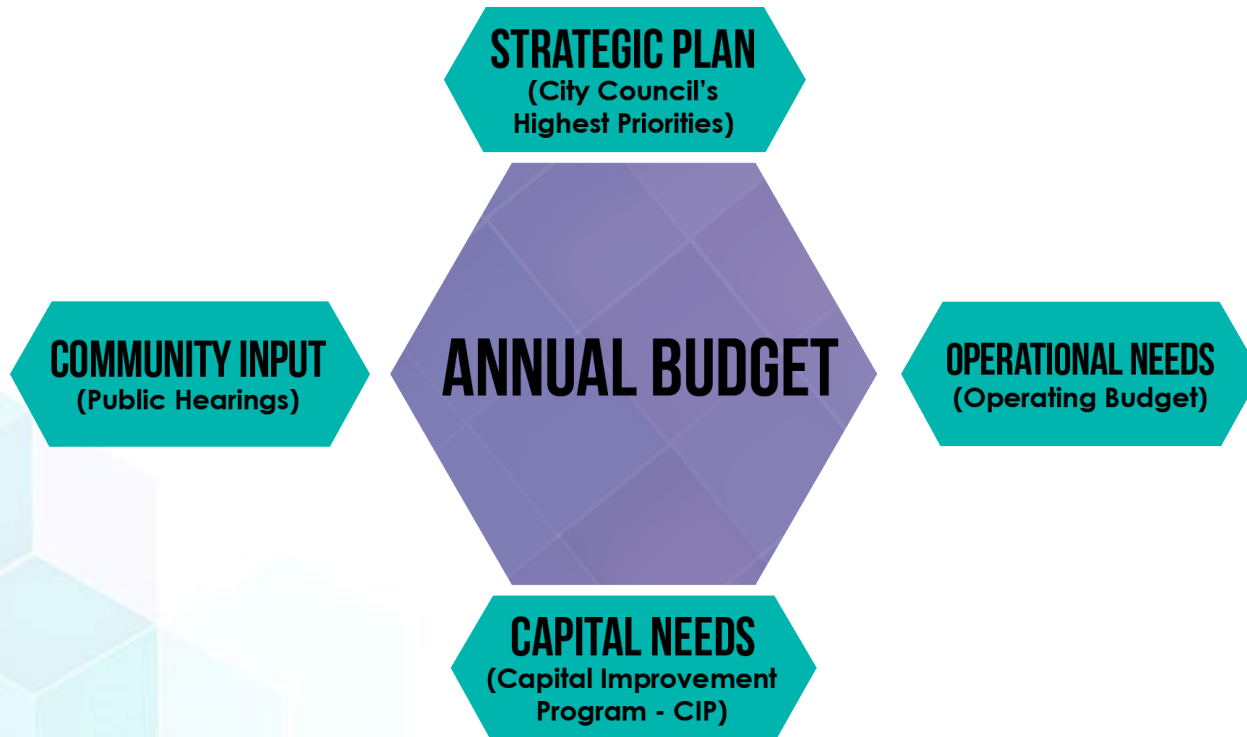 STRATEGIC PLAN
(City Council's
Highest Priorities)
COMMUNITY INPUT
(Public Hearings)
ANNUAL BUDGET
OPERATIONAL NEEDS
(Operating Budget)
CAPITAL NEEDS
(Capital Improvement
Program - CIP)